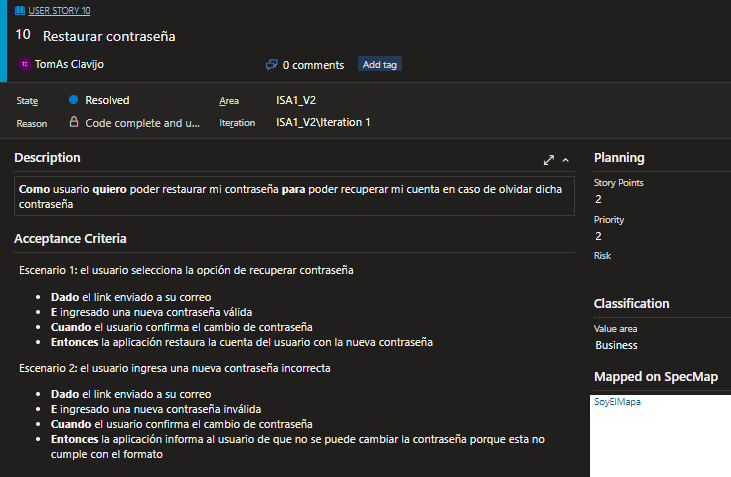 USER STORY 10
10 Restaurar contraseña
TC TomAs Clavijo
0 comments
Add tag
State Resolved
Area ISA1_V2
Reason Code complete and u...
Iteration ISA1_V2\Iteration 1
Description
Como usuario quiero poder restaurar mi contraseña para poder recuperar mi cuenta en caso de olvidar dicha
contraseña
Acceptance Criteria
Escenario 1: el usuario selecciona la opción de recuperar contraseña
Dado el link enviado a su correo
E ingresado una nueva contraseña válida
Cuando el usuario confirma el cambio de contraseña
Entonces la aplicación restaura la cuenta del usuario con la nueva contraseña
Escenario 2: el usuario ingresa una nueva contraseña incorrecta
Dado el link enviado a su correo
E ingresado una nueva contraseña inválida
Cuando el usuario confirma el cambio de contraseña
Entonces la aplicación informa al usuario de que no se puede cambiar la contraseña porque esta no
cumple con el formato
Planning
Story Points
2
Priority
2
Risk
Classification
Value area
Business
Mapped on SpecMap
SoyElMapa